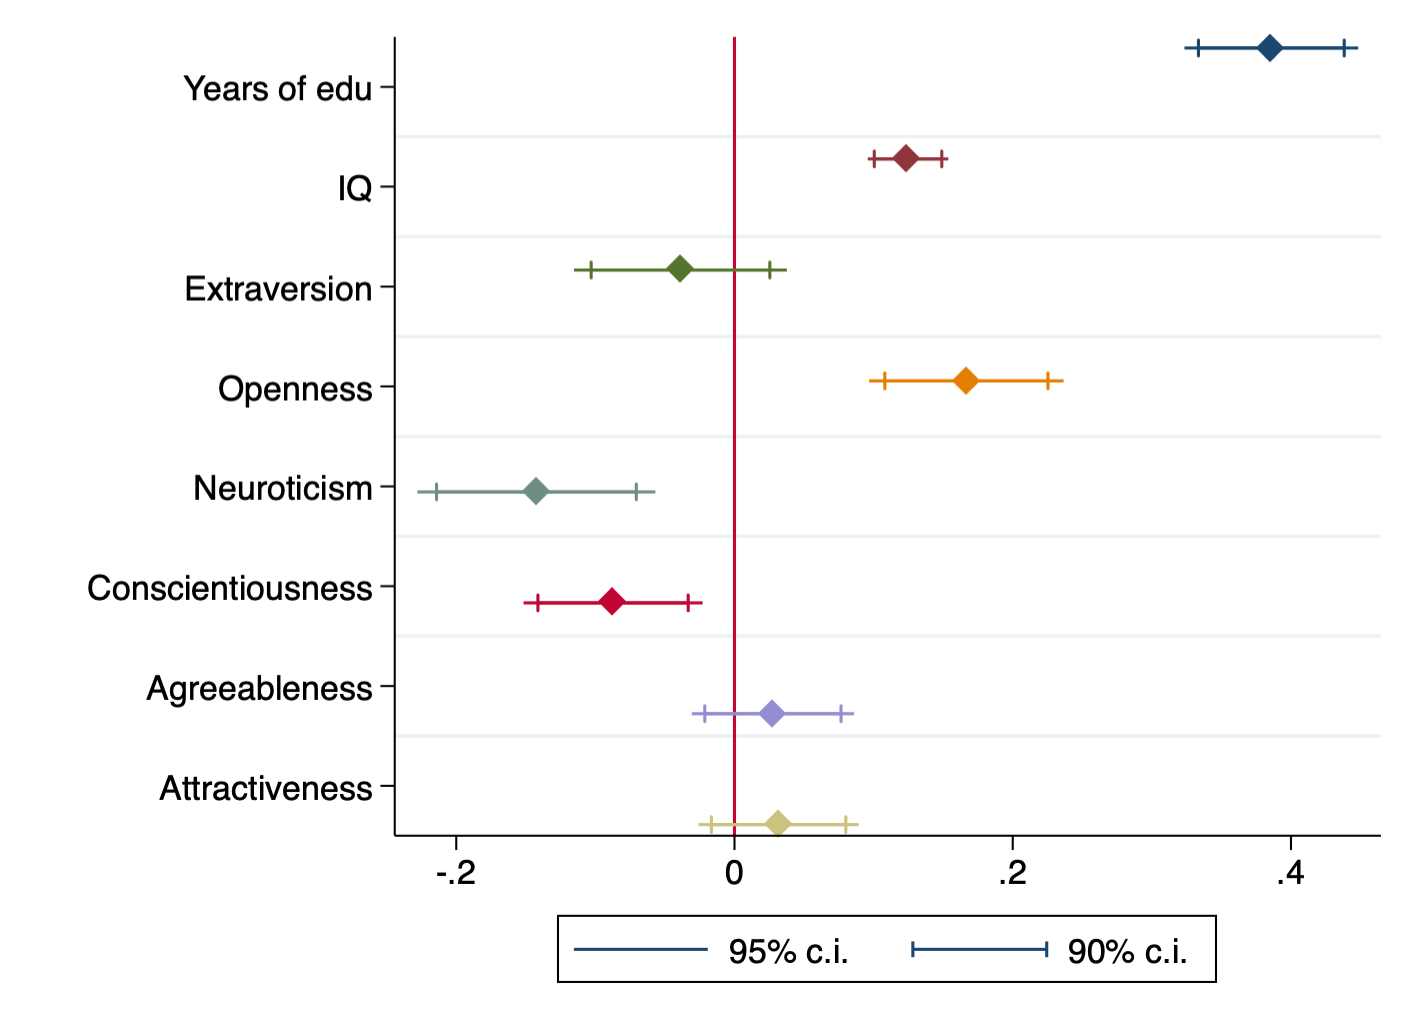 Years of edu
IQ
Extraversion
Openness
Neuroticism
Conscientiousness
Agreeableness
Attractiveness
-.2 0 .2 .4
95% c.i. 90% c.i.